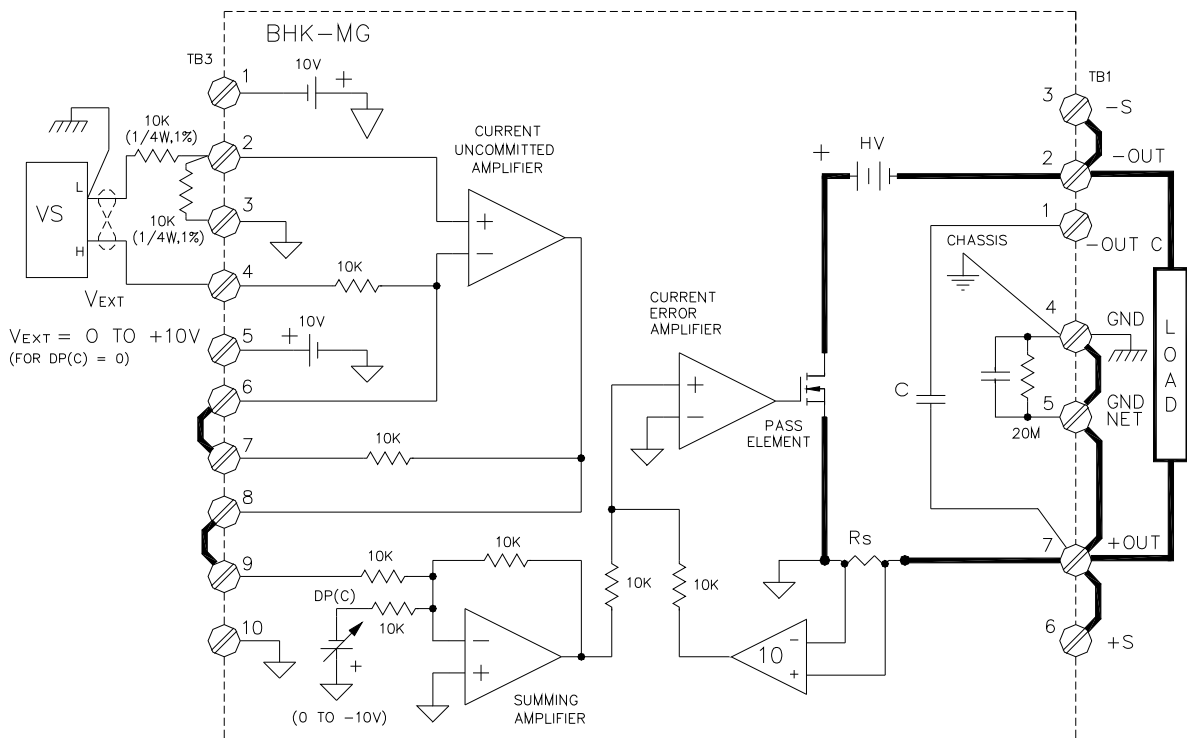 BHK-MG
TB3
1
10V
+
10K
(1/4W,1%)
2
CURRENT
UNCOMMITTED
AMPLIFIER
L
VS
H
10K
(1/4W,1%)
3
+
−
4
10K
VEXT
VEXT = 0 TO +10V
(FOR DP(C) = 0)
5
+
10V
6
7
10K
8
9
10K
10K
DP(C)
10K
+
(0 TO -10V)
10
−
+
SUMMING
AMPLIFIER
CURRENT
ERROR
AMPLIFIER
+
−
PASS
ELEMENT
10K
10K
10
-
+
Rs
+
HV
TB1
3
-S
2
-OUT
1
-OUT C
CHASSIS
4
GND
C
5
GND
NET
20M
LOAD
7
+OUT
6
+S